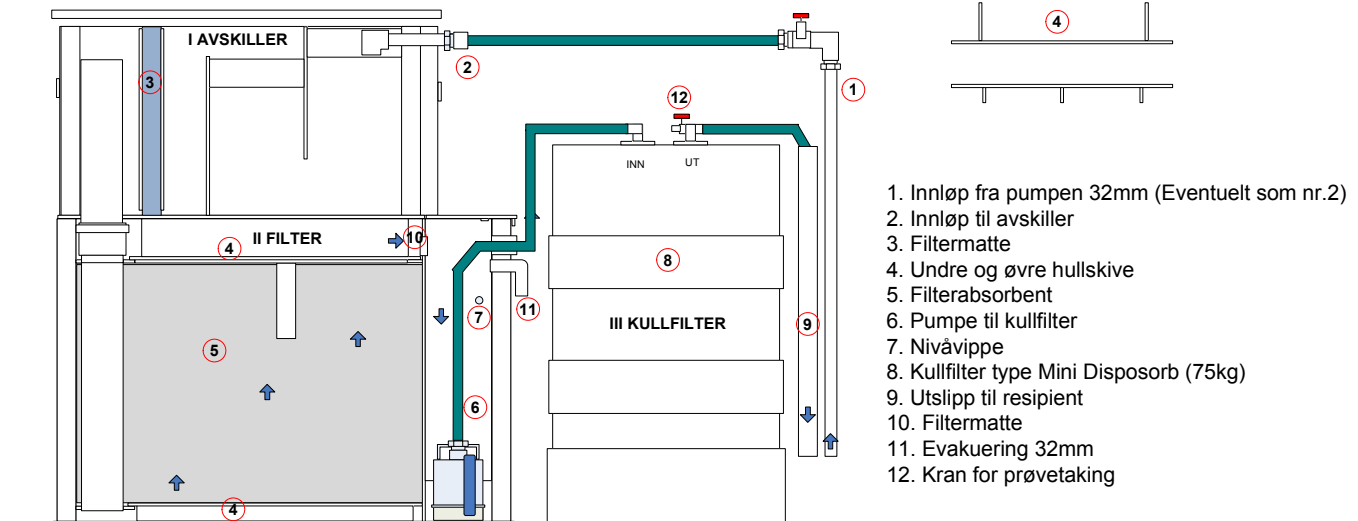 I AVSKILLER
3
2
1
4
12
INN
UT
II FILTER
10
4
8
11
7
III KULLFILTER
9
5
6
4
1. Innløp fra pumpen 32mm (Eventuelt som nr.2)
2. Innløp til avskiller
3. Filtermatte
4. Undre og øvre hullskive
5. Filterabsorbent
6. Pumpe til kullfilter
7. Nivåvippe
8. Kullfilter type Mini Disposorb (75kg)
9. Utslipp til resipient
10. Filtermatte
11. Evakuering 32mm
12. Kran for prøvetaking